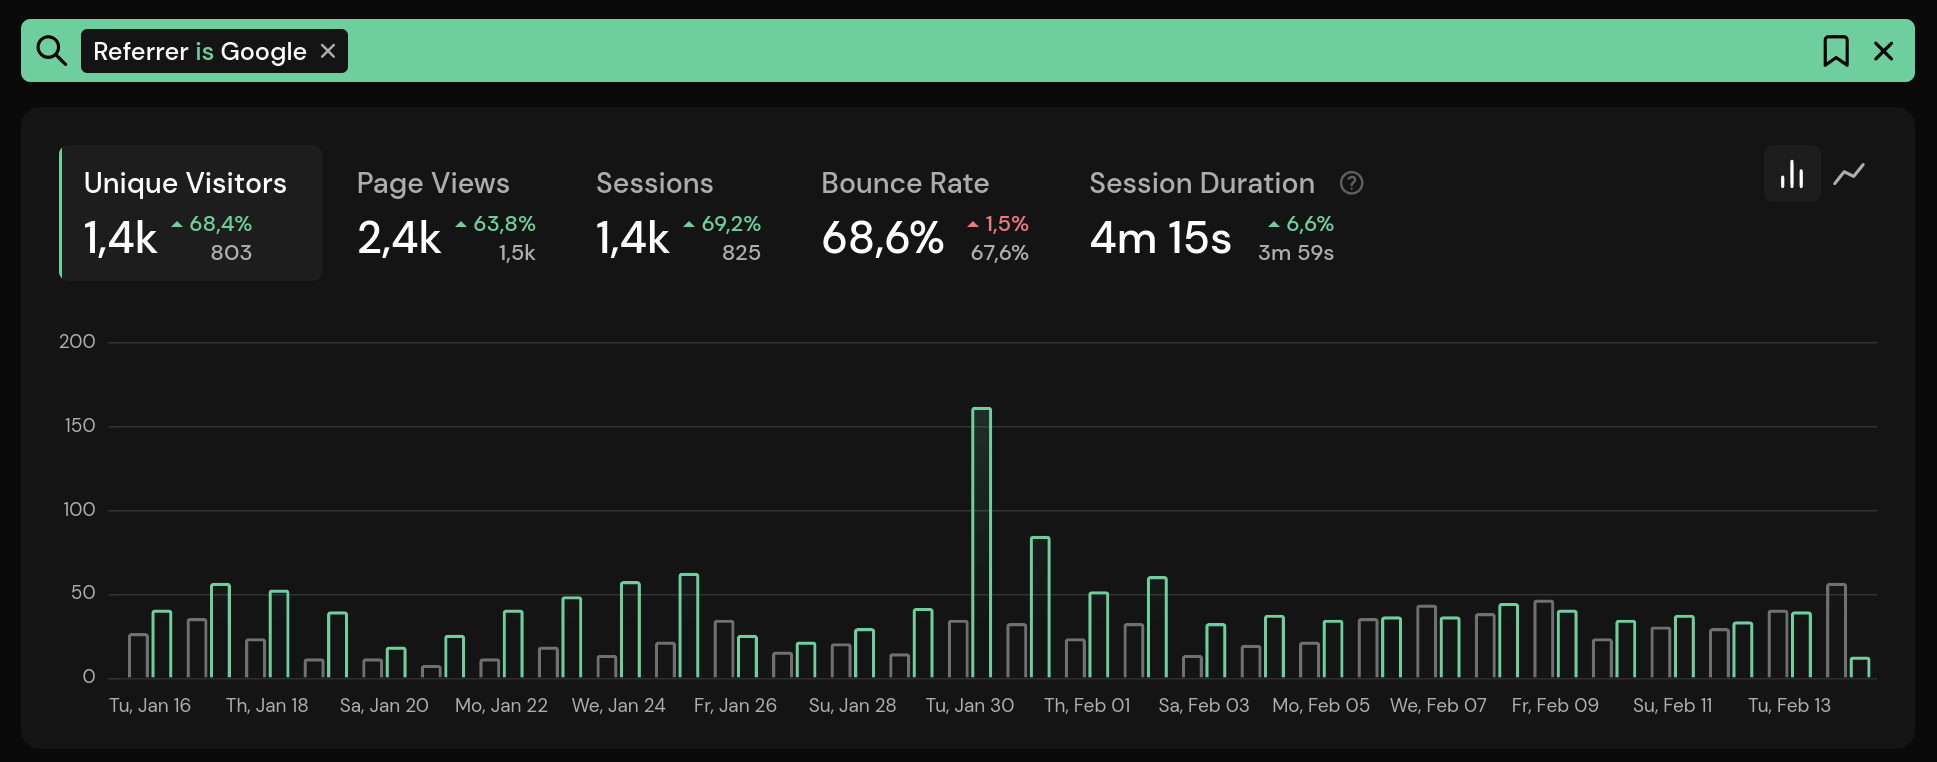 Referrer is Google
Unique Visitors
1,4k 68,4%
803
Page Views
2,4k 63,8%
1,5k
Sessions
1,4k 69,2%
825
Bounce Rate
68,6% 1,5%
67,6%
Session Duration ?
4m 15s 6,6%
3m 59s
200
150
100
50
0
Tu, Jan 16 Th, Jan 18 Sa, Jan 20 Mo, Jan 22 We, Jan 24 Fr, Jan 26 Su, Jan 28 Tu, Jan 30 Th, Feb 01 Sa, Feb 03 Mo, Feb 05 We, Feb 07 Fr, Feb 09 Su, Feb 11 Tu, Feb 13